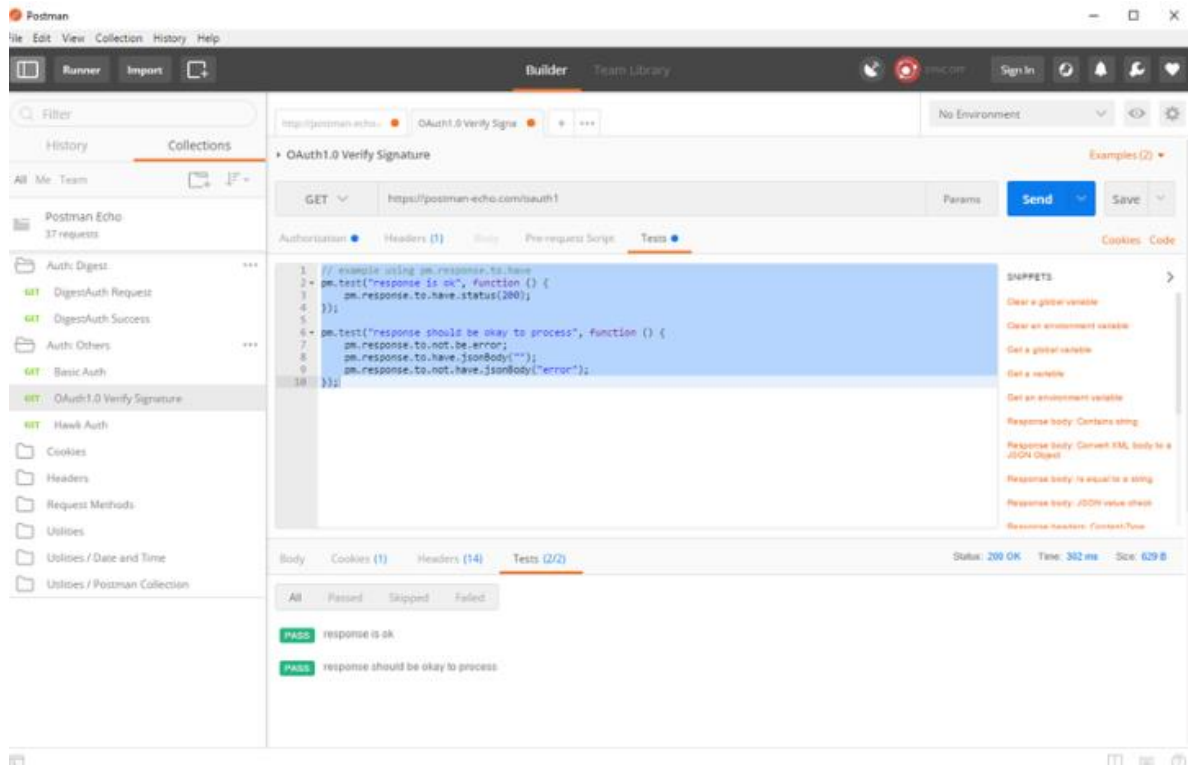 Postman
File Edit View Collection History Help
Runner Import
Builder Team Library
Sign In
Filter
History Collections
All Me Team
Postman Echo
37 requests
Auth: Digest
GET DigestAuth Request
GET DigestAuth Success
Auth: Others
GET Basic Auth
GET OAuth1.0 Verify Signature
GET Hawk Auth
Cookies
Headers
Request Methods
Utilities
Utilities / Date and Time
Utilities / Postman Collection
http://postman-echo.
OAuth1.0 Verify Signa
+ •••
No Environment
OAuth1.0 Verify Signature
Examples (2)
GET https://postman-echo.com/oauth1 Params Send Save
Authorization Headers (1) Body Pre-request Script Tests
Cookies Code
1 // example using pm.response.to.have
2 pm.test("response is ok", function () {
3 pm.response.to.have.status(200);
4 });
5
6 pm.test("response should be okay to process", function () {
7 pm.response.to.not.be.error;
8 pm.response.to.have.jsonBody("");
9 pm.response.to.not.have.jsonBody("error");
10 });
SNIPPETS
Clear a global variable
Clear an environment variable
Get a global variable
Get a variable
Get an environment variable
Response body: Contains string
Response body: Convert XML body to a
JSON Object
Response body: Is equal to a string
Response body: JSON value check
Response headers: Content-Type
Body Cookies (1) Headers (14) Tests (2/2)
Status: 200 OK Time: 302 ms Size: 629 B
All Passed Skipped Failed
PASS response is ok
PASS response should be okay to process